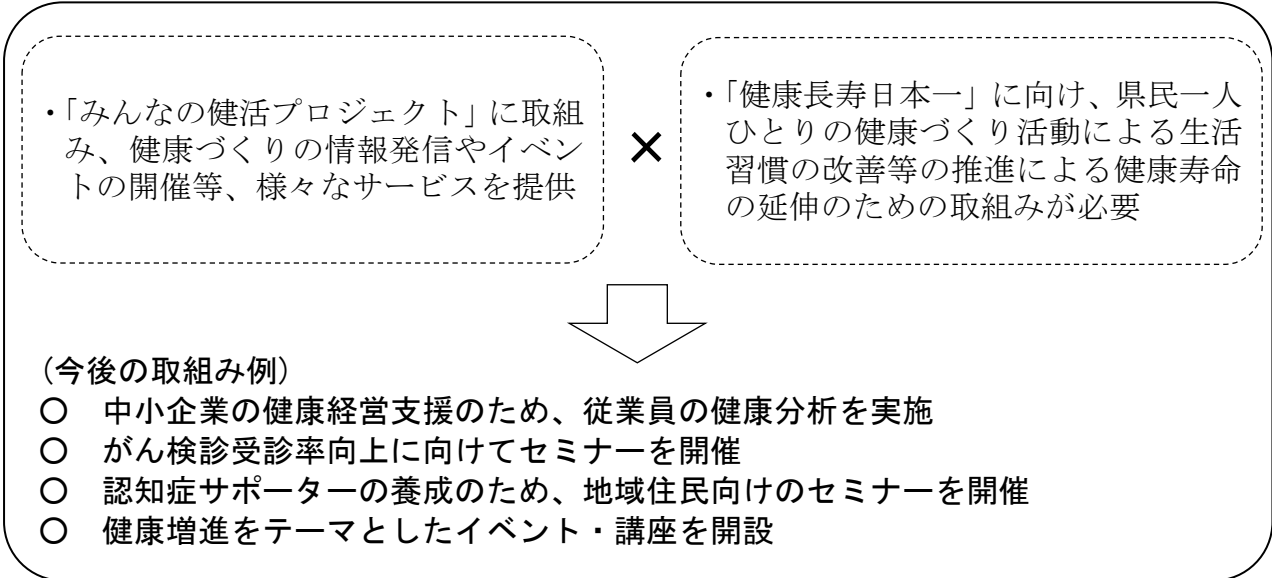 ・「みんなの健活プロジェクト」に取組
み、健康づくりの情報発信やイベン
トの開催等、様々なサービスを提供
×
・「健康長寿日本一」に向け、県民一人
ひとりの健康づくり活動による生活
習慣の改善等の推進による健康寿命
の延伸のための取組みが必要
(今後の取組み例)
○ 中小企業の健康経営支援のため、従業員の健康分析を実施
○ がん検診受診率向上に向けてセミナーを開催
○ 認知症サポーターの養成のため、地域住民向けのセミナーを開催
○ 健康増進をテーマとしたイベント・講座を開設